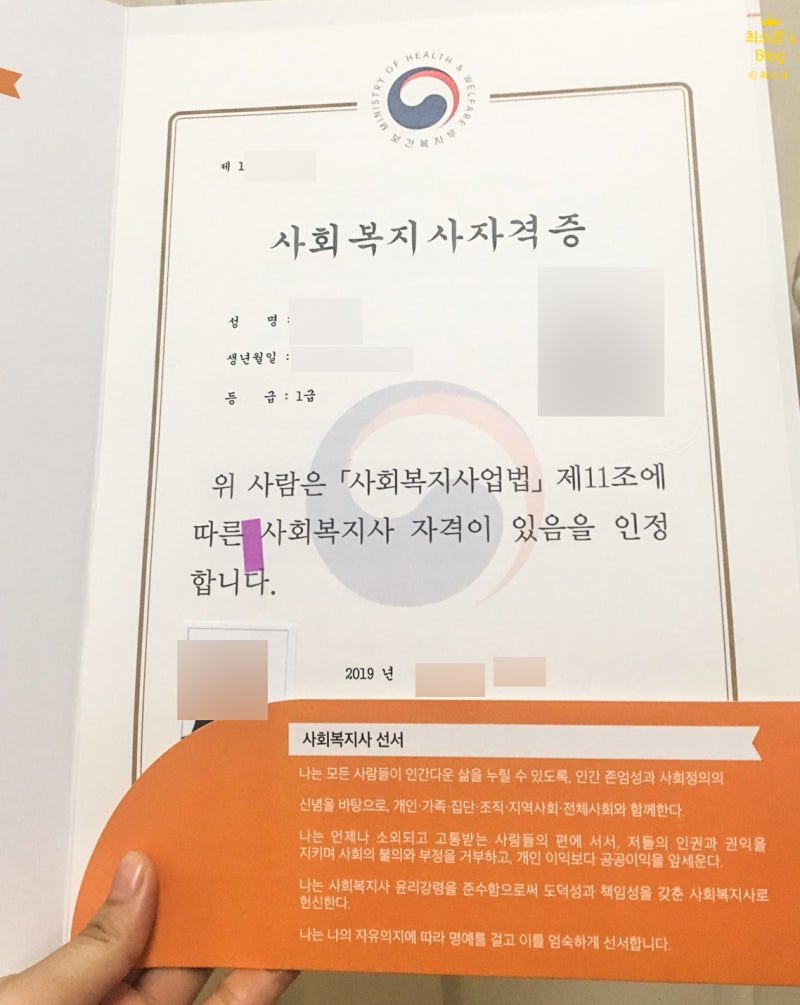 최소윤's
Blog
MINISTRY OF HEALTH & WELFARE
보건복지부
제 1
사회복지사자격증
성 명 :
생년월일 :
등 급 : 1급
위 사람은 「사회복지사업법」 제11조에
따른 사회복지사 자격이 있음을 인정
합니다.
2019 년
사회복지사 선서
나는 모든 사람들이 인간다운 삶을 누릴 수 있도록, 인간 존엄성과 사회정의의
신념을 바탕으로, 개인·가족·집단·조직·지역사회·전체사회와 함께한다.
나는 언제나 소외되고 고통받는 사람들의 편에 서서, 저들의 인권과 권익을
지키며 사회의 불의와 부정을 거부하고, 개인 이익보다 공공이익을 앞세운다.
나는 사회복지사 윤리강령을 준수함으로써 도덕성과 책임성을 갖춘 사회복지사로
헌신한다.
나는 나의 자유의지에 따라 명예를 걸고 이를 엄숙하게 선서합니다.